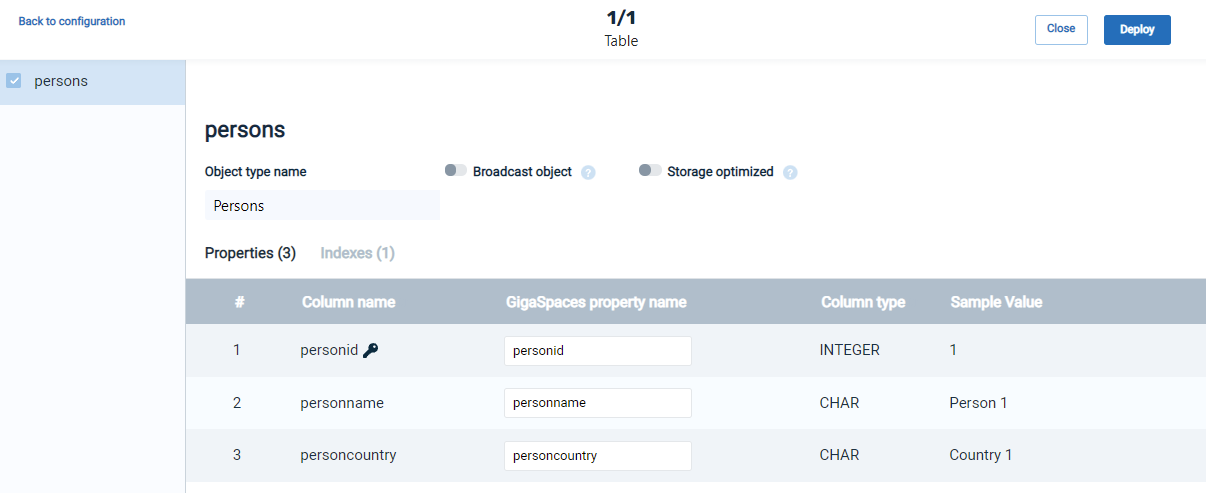 Back to configuration
1/1
Table
Close
Deploy
persons
persons
Object type name
Broadcast object ?
Storage optimized ?
Persons
Properties (3) Indexes (1)
# Column name GigaSpaces property name Column type Sample Value
1 personid personid INTEGER 1
2 personname personname CHAR Person 1
3 personcountry personcountry CHAR Country 1